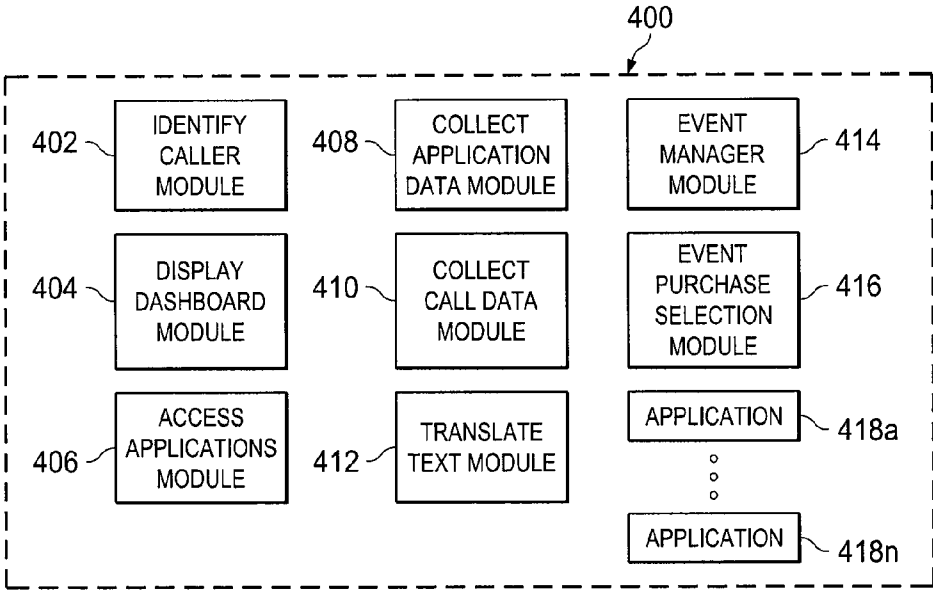 400
402
IDENTIFY
CALLER
MODULE
408
COLLECT
APPLICATION
DATA MODULE
EVENT
MANAGER
MODULE
414
404
DISPLAY
DASHBOARD
MODULE
410
COLLECT
CALL DATA
MODULE
EVENT
PURCHASE
SELECTION
MODULE
416
406
ACCESS
APPLICATIONS
MODULE
412
TRANSLATE
TEXT MODULE
APPLICATION
418a
APPLICATION
418n